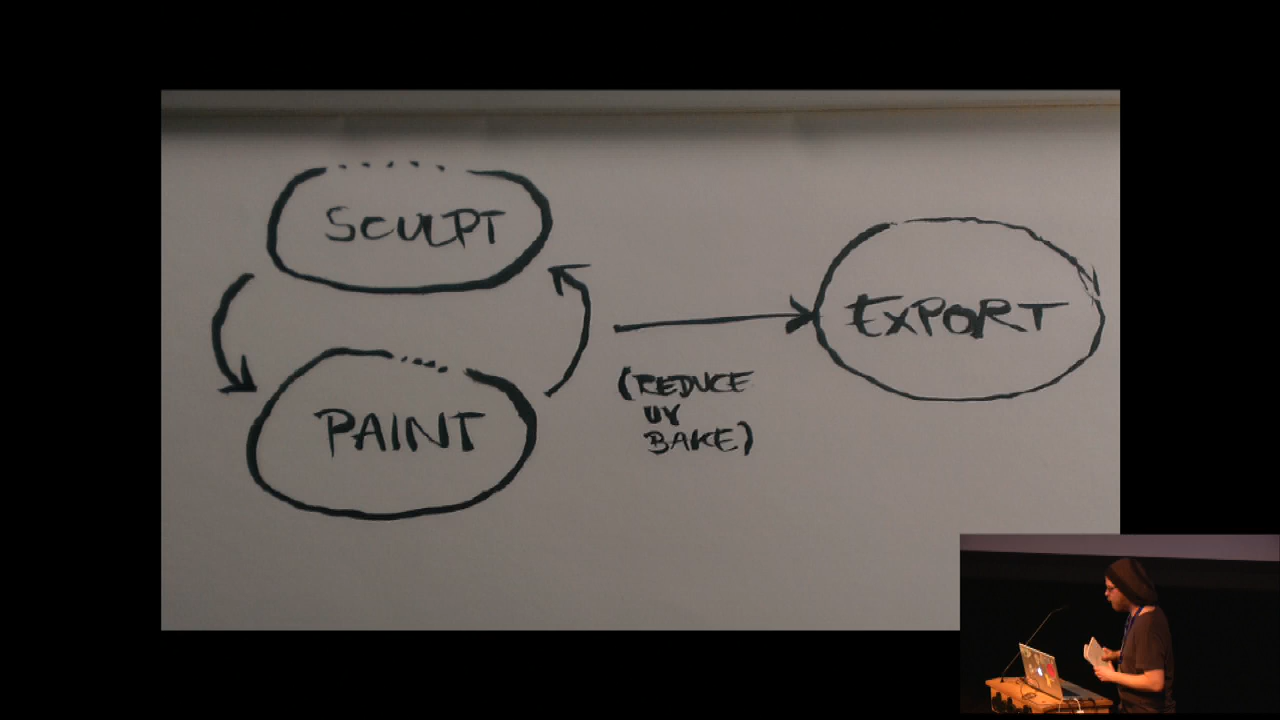 SCULPT
PAINT
EXPORT
(REDUCE
UV
BAKE)